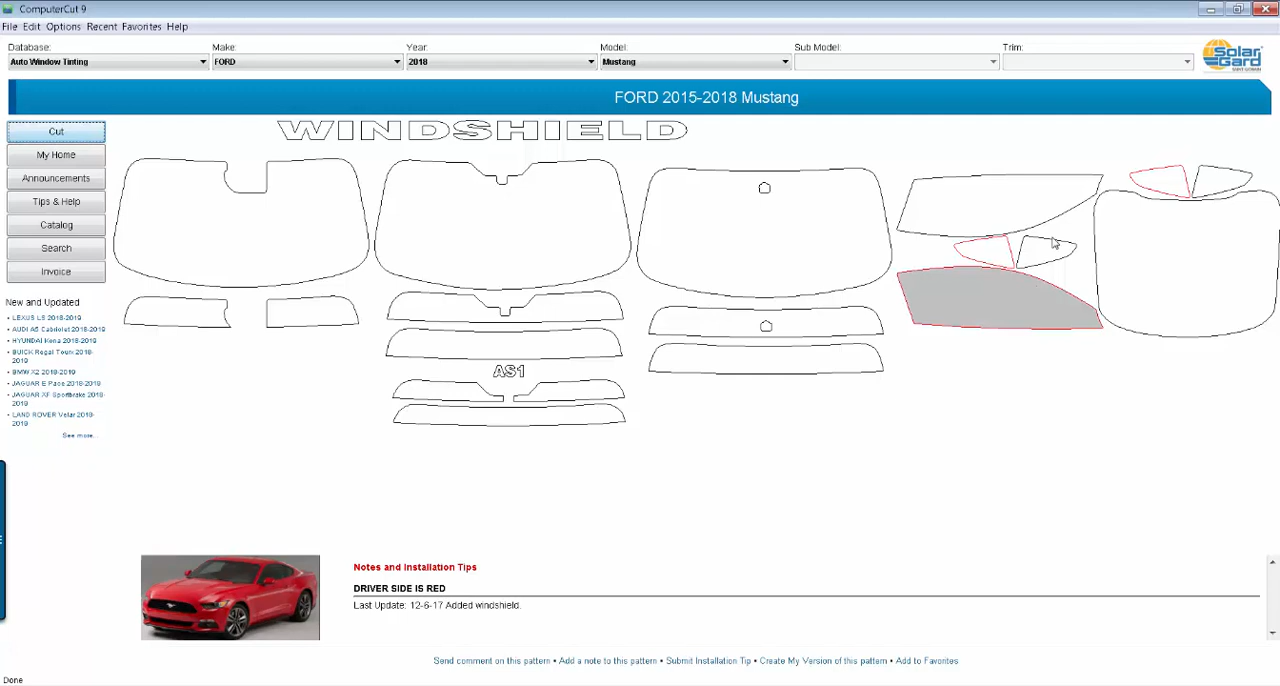 ComputerCut 9
File Edit Options Recent Favorites Help
Database: Make: Year: Model: Sub Model: Trim:
Auto Window Tinting FORD 2018 Mustang
Solar Gard
SAINT-GOBAIN
FORD 2015-2018 Mustang
WINDSHIELD
Cut
My Home
Announcements
Tips & Help
Catalog
Search
Invoice
New and Updated
• LEXUS LS 2018-2019
• AUDI A5 Cabriolet 2018-2019
• HYUNDAI Kona 2018-2019
• BUICK Regal Tourx 2018-
2019
• BMW X2 2018-2019
• JAGUAR E Pace 2018-2019
• JAGUAR XF Sportbrake 2018-
2019
• LAND ROVER Velar 2018-
2019
See more...
AS1
Notes and Installation Tips
DRIVER SIDE IS RED
Last Update: 12-6-17 Added windshield.
Send comment on this pattern • Add a note to this pattern • Submit Installation Tip • Create My Version of this pattern • Add to Favorites
Done